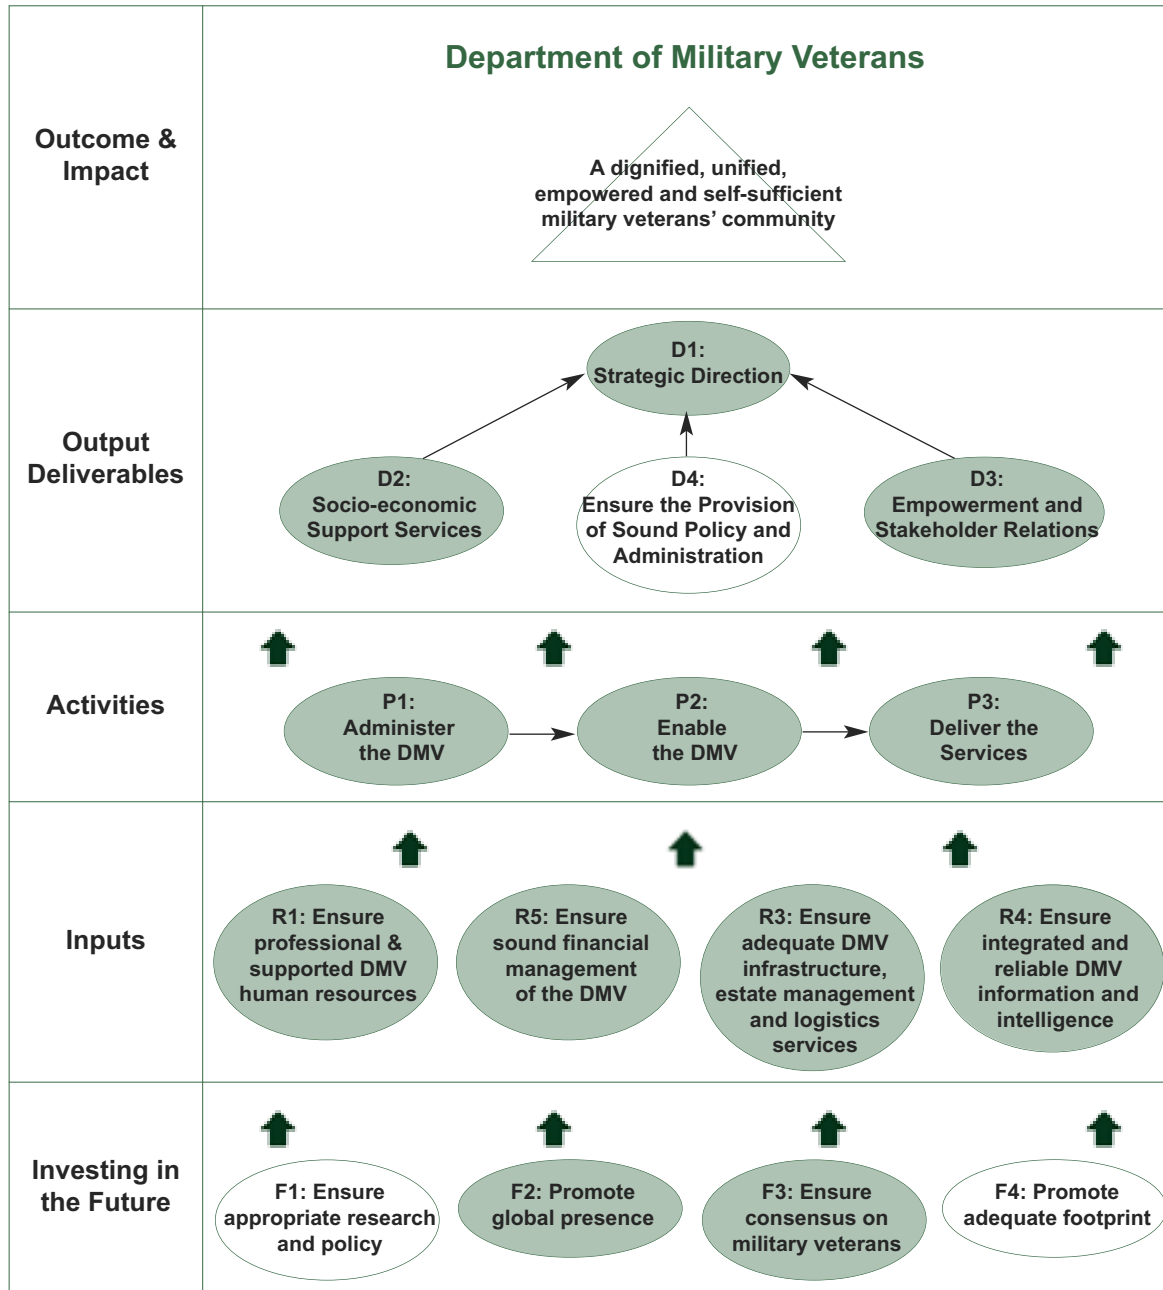 Department of Military Veterans
Outcome &
Impact
A dignified, unified,
empowered and self-sufficient
military veterans’ community
Output
Deliverables
D1:
Strategic Direction
D2:
Socio-economic
Support Services
D4:
Ensure the Provision
of Sound Policy and
Administration
D3:
Empowerment and
Stakeholder Relations
Activities
P1:
Administer
the DMV
P2:
Enable
the DMV
P3:
Deliver the
Services
Inputs
R1: Ensure
professional &
supported DMV
human resources
R5: Ensure
sound financial
management
of the DMV
R3: Ensure
adequate DMV
infrastructure,
estate management
and logistics
services
R4: Ensure
integrated and
reliable DMV
information and
intelligence
Investing in
the Future
F1: Ensure
appropriate research
and policy
F2: Promote
global presence
F3: Ensure
consensus on
military veterans
F4: Promote
adequate footprint